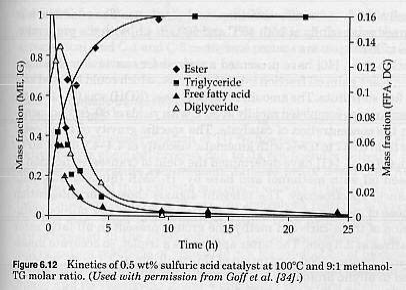 Mass fraction (ME, IG)
1
0.8
0.6
0.4
0.2
0
0 5 10 15 20 25
Time (h)
0.16
0.14
0.12
0.10
0.08
0.06
0.04
0.02
0
Mass fraction (FFA, DG)
Ester
Triglyceride
Free fatty acid
Diglyceride
Figure 6.12 Kinetics of 0.5 wt% sulfuric acid catalyst at 100°C and 9:1 methanol-
TG molar ratio. (Used with permission from Goff et al. [34].)